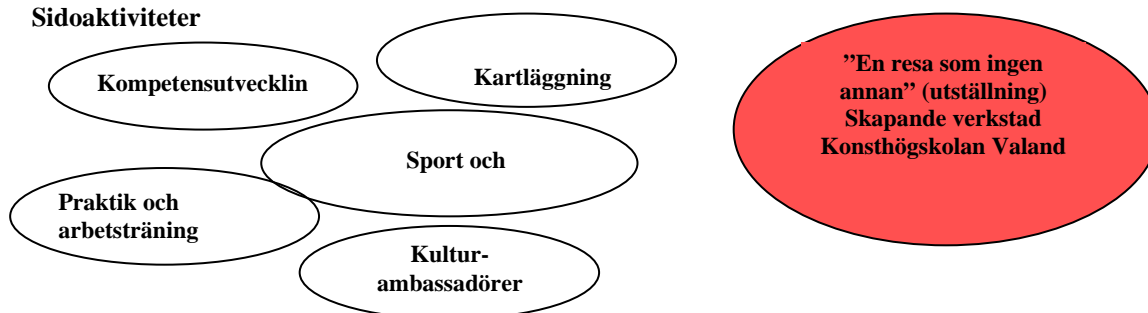 Sidoaktiviteter
Kompetensutvecklin
Kartläggning
Sport och
Praktik och
arbetsträning
Kultur-
ambassadörer
”En resa som ingen
annan” (utställning)
Skapande verkstad
Konsthögskolan Valand